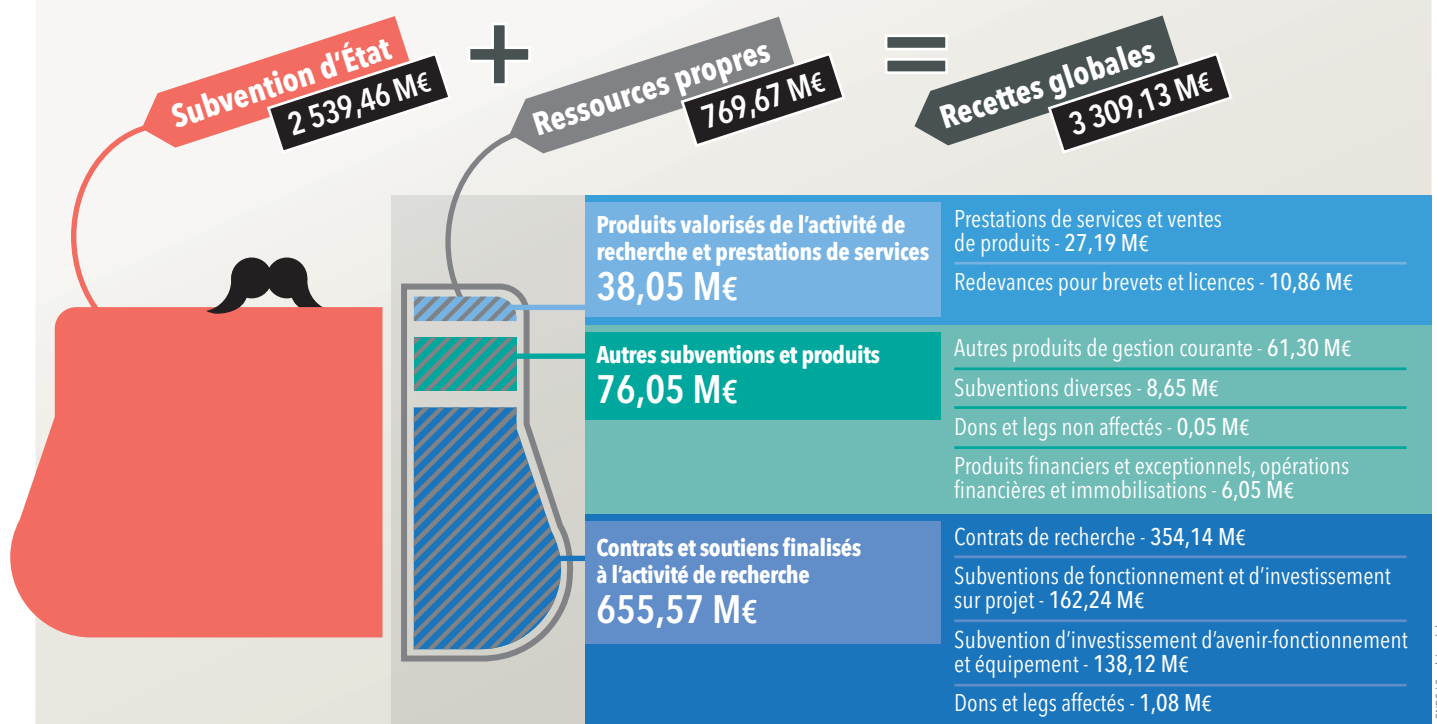 Subvention d'État
2 539,46 M€
+
Ressources propres
769,67 M€
=
Recettes globales
3 309,13 M€
Produits valorisés de l'activité de
recherche et prestations de services
38,05 M€
Prestations de services et ventes
de produits - 27,19 M€
Redevances pour brevets et licences - 10,86 M€
Autres subventions et produits
76,05 M€
Autres produits de gestion courante - 61,30 M€
Subventions diverses - 8,65 M€
Dons et legs non affectés - 0,05 M€
Produits financiers et exceptionnels, opérations
financières et immobilisations - 6,05 M€
Contrats et soutiens finalisés
à l'activité de recherche
655,57 M€
Contrats de recherche - 354,14 M€
Subventions de fonctionnement et d'investissement
sur projet - 162,24 M€
Subvention d'investissement d'avenir-fonctionnement
et équipement - 138,12 M€
Dons et legs affectés - 1,08 M€